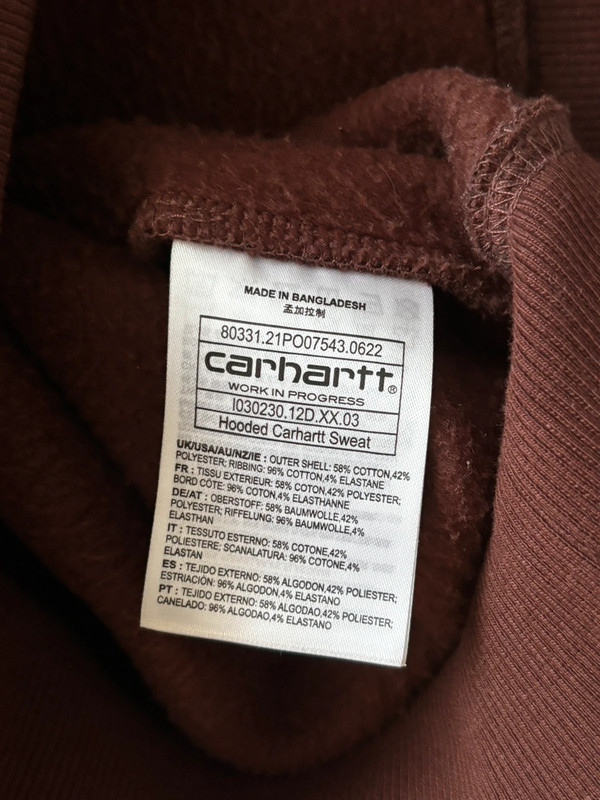 MADE IN BANGLADESH
孟加拉制
80331.21PO07543.0622
carhartt®
WORK IN PROGRESS
I030230.12D.XX.03
Hooded Carhartt Sweat
UK/USA/AU/NZ/IE : OUTER SHELL: 58% COTTON,42%
POLYESTER; RIBBING: 96% COTTON,4% ELASTANE
FR : TISSU EXTERIEUR: 58% COTON,42% POLYESTER;
BORD CÔTE: 96% COTON,4% ELASTHANNE
DE/AT : OBERSTOFF: 58% BAUMWOLLE,42%
POLYESTER; RIFFELUNG: 96% BAUMWOLLE,4%
ELASTHAN
IT : TESSUTO ESTERNO: 58% COTONE,42%
POLIESTERE; SCANALATURA: 96% COTONE,4%
ELASTAN
ES : TEJIDO EXTERNO: 58% ALGODON,42% POLIESTER;
ESTRIACIÓN: 96% ALGODON,4% ELASTANO
PT : TEJIDO EXTERNO: 58% ALGODAO,42% POLIESTER;
CANELADO: 96% ALGODAO,4% ELASTANO